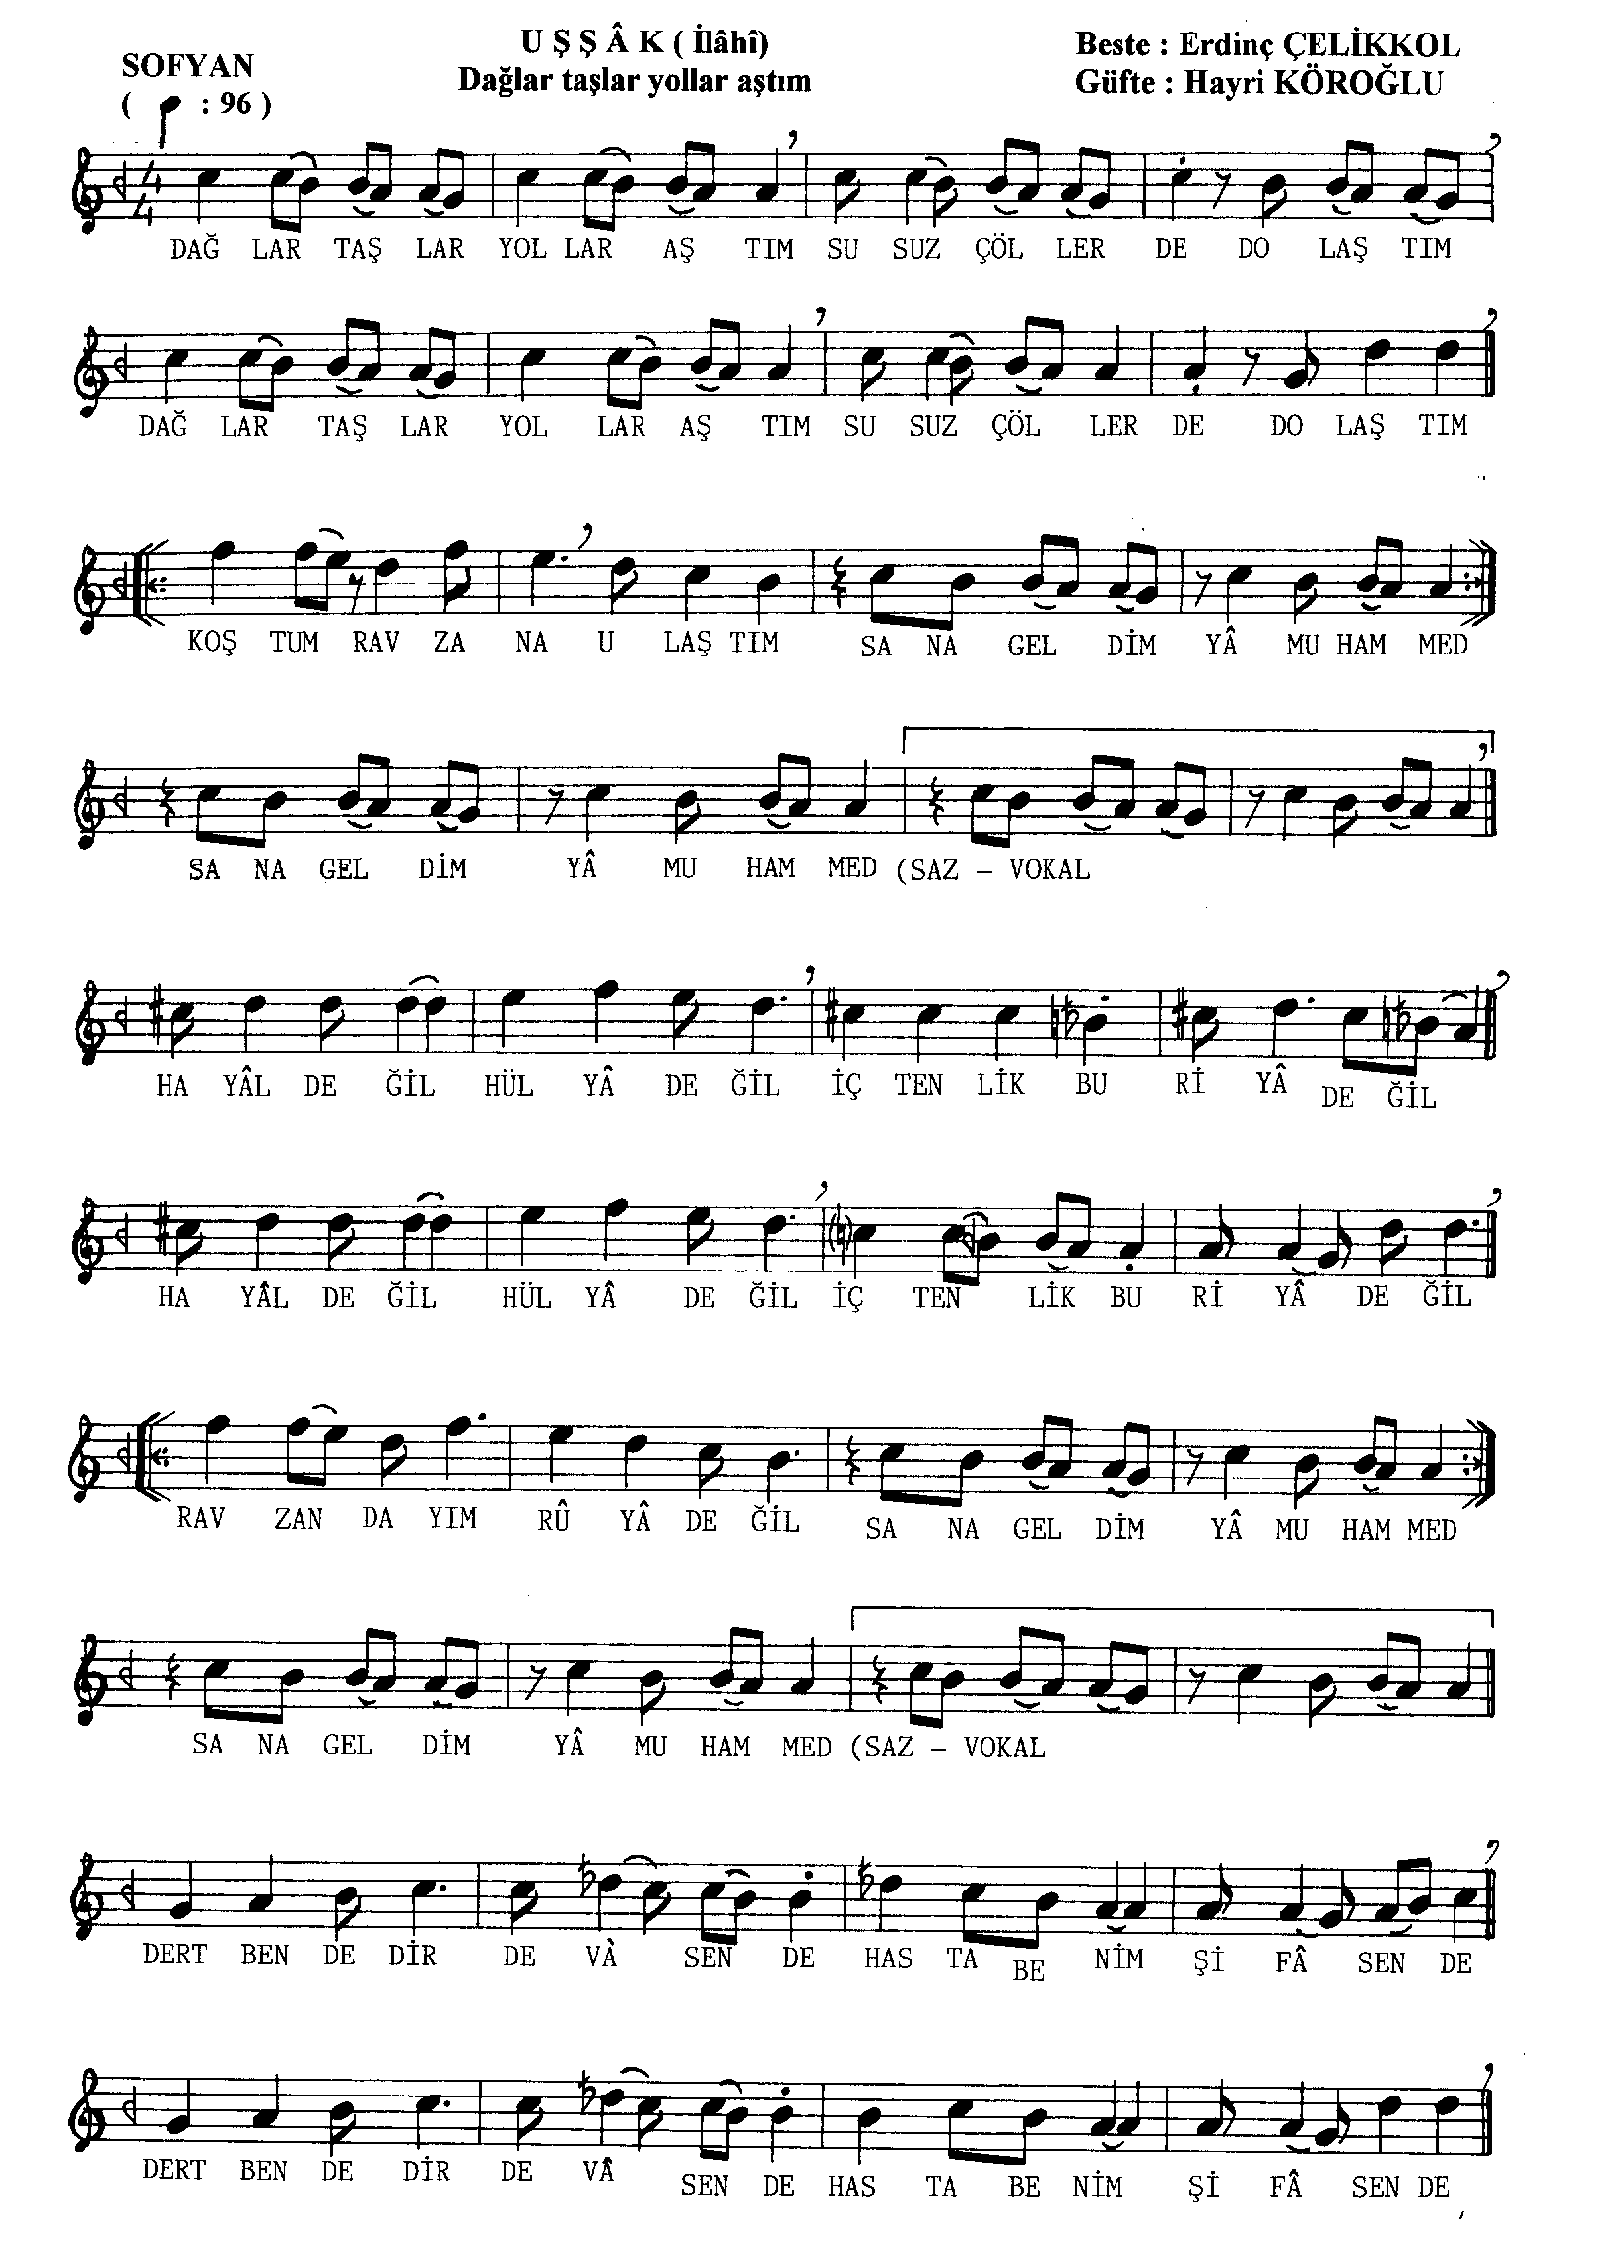 SOFYAN
( : 96 )
U Ş Ş Â K ( İlâhî)
Dağlar taşlar yollar aştım
Beste : Erdinç ÇELİKKOL
Güfte : Hayri KÖROĞLU
4
4
DAĞ LAR TAŞ LAR YOL LAR AŞ TIM SU SUZ ÇÖL LER DE DO LAŞ TIM
DAĞ LAR TAŞ LAR YOL LAR AŞ TIM SU SUZ ÇÖL LER DE DO LAŞ TIM
KOŞ TUM RAV ZA NA U LAŞ TIM SA NA GEL DİM YÂ MU HAM MED
SA NA GEL DİM YÂ MU HAM MED (SAZ – VOKAL
HA YÂL DE ĞİL HÜL YÂ DE ĞİL İÇ TEN LİK BU Rİ YÂ DE ĞİL
HA YÂL DE ĞİL HÜL YÂ DE ĞİL İÇ TEN LİK BU Rİ YÂ DE ĞİL
RAV ZAN DA YIM RÛ YÂ DE ĞİL SA NA GEL DİM YÂ MU HAM MED
SA NA GEL DİM YÂ MU HAM MED (SAZ – VOKAL
DERT BEN DE DİR DE VÀ SEN DE HAS TA BE NİM Şİ FÂ SEN DE
DERT BEN DE DİR DE VÂ SEN DE HAS TA BE NİM Şİ FÂ SEN DE